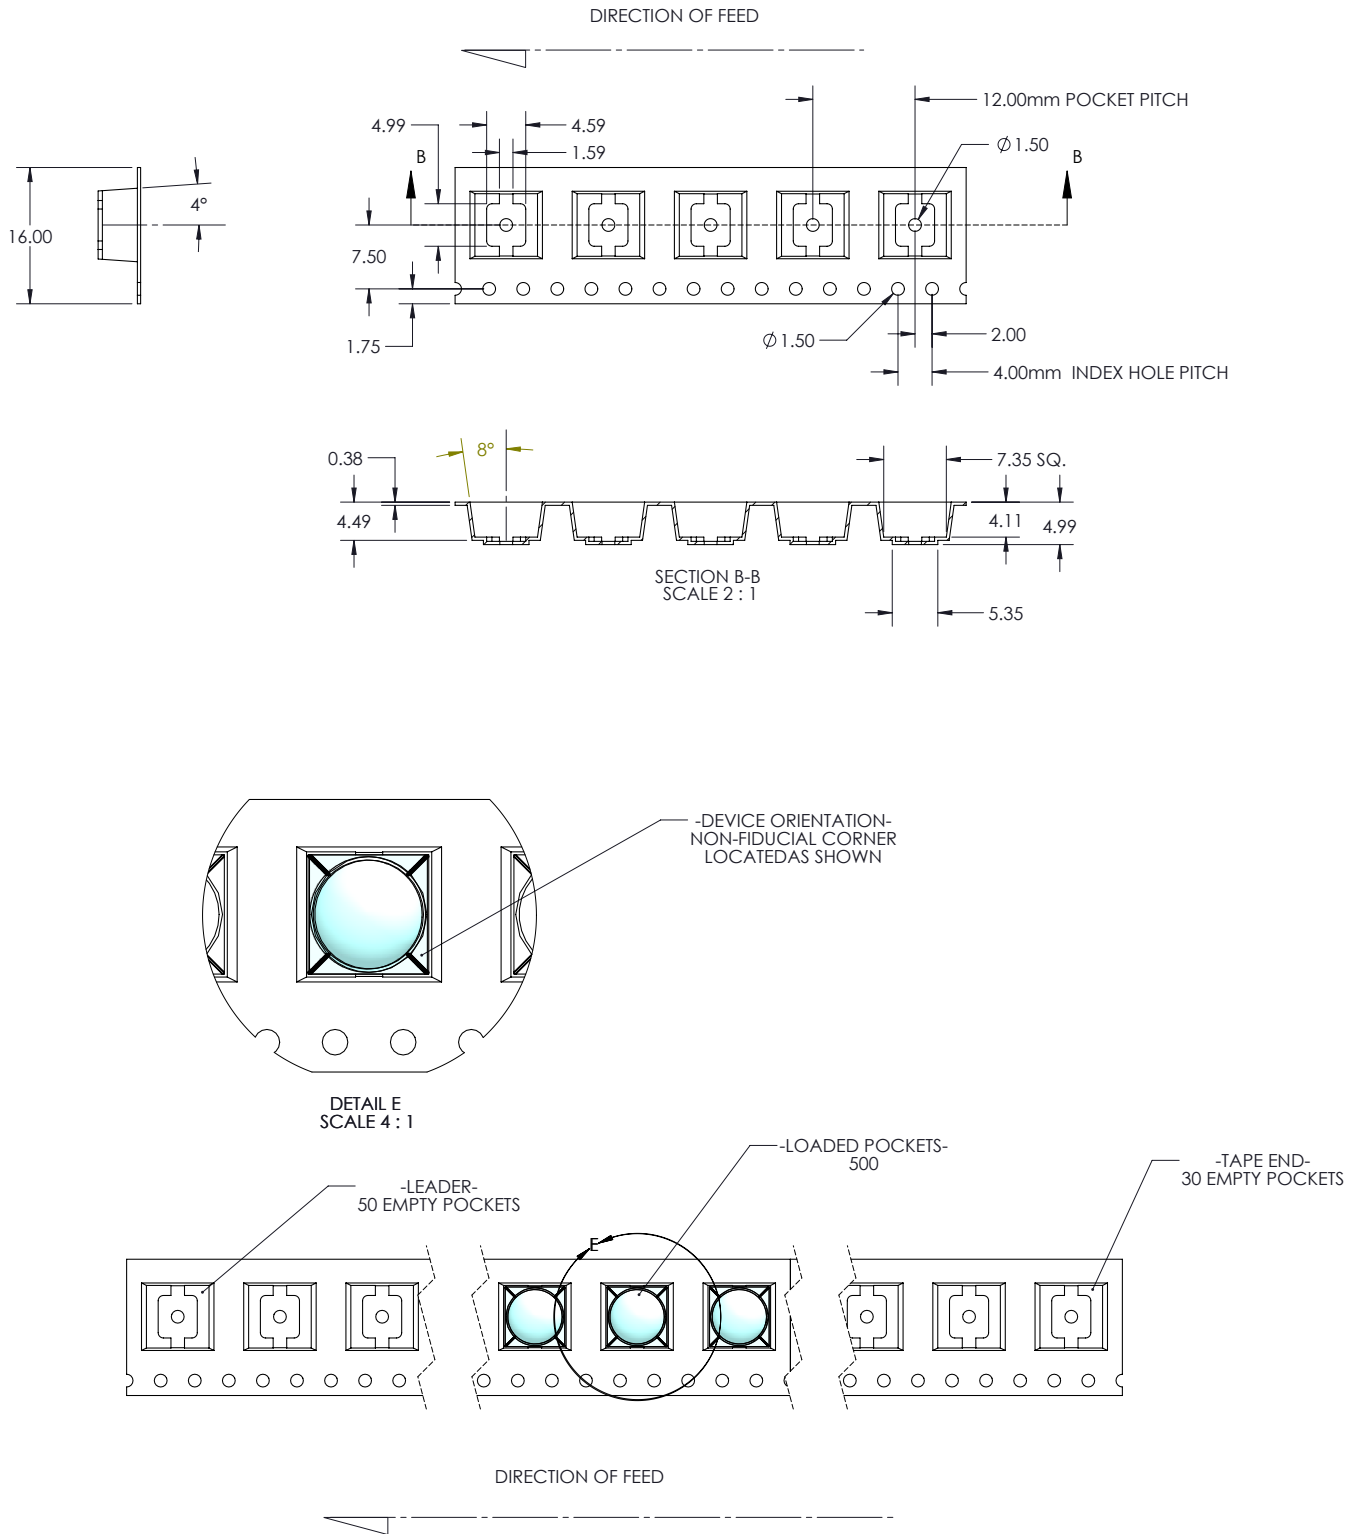 DIRECTION OF FEED
12.00mm POCKET PITCH
4.99
4.59
1.59
Ø1.50
B
B
4°
16.00
7.50
1.75
Ø1.50
2.00
4.00mm INDEX HOLE PITCH
8°
0.38
7.35 SQ.
4.49
4.11
4.99
SECTION B-B
SCALE 2 : 1
5.35
-DEVICE ORIENTATION-
NON-FIDUCIAL CORNER
LOCATEDAS SHOWN
DETAIL E
SCALE 4 : 1
-LOADED POCKETS-
500
-TAPE END-
30 EMPTY POCKETS
-LEADER-
50 EMPTY POCKETS
E
DIRECTION OF FEED